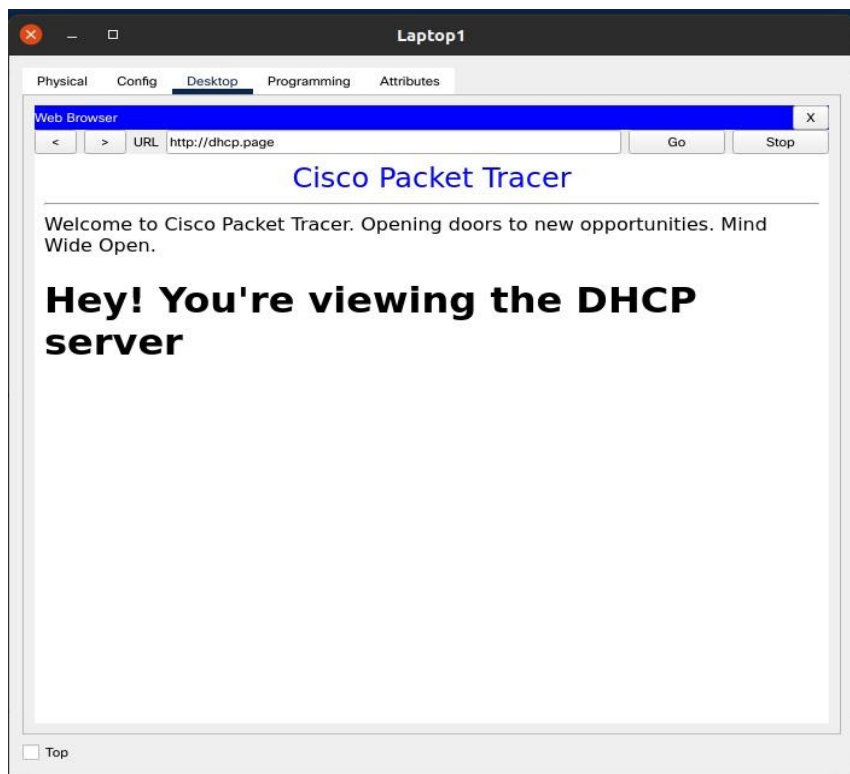 Laptop1
Physical Config Desktop Programming Attributes
Web Browser X
< > URL http://dhcp.page Go Stop
Cisco Packet Tracer
Welcome to Cisco Packet Tracer. Opening doors to new opportunities. Mind
Wide Open.
Hey! You're viewing the DHCP
server
Top